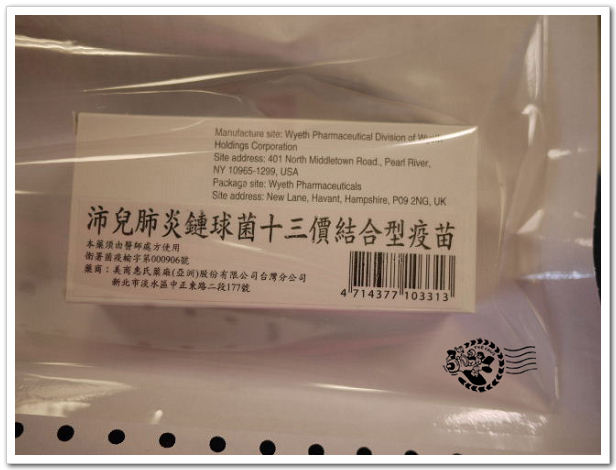 Manufacture site: Wyeth Pharmaceutical Division of Wyeth
Holdings Corporation
Site address: 401 North Middletown Road., Pearl River,
NY 10965-1299, USA
Package site: Wyeth Pharmaceuticals
Site address: New Lane, Havant, Hampshire, P09 2NG, UK
沛兒肺炎鏈球菌十三價結合型疫苗
本藥須由醫師處方使用
衛署菌疫輸字第000906號
藥商：美商惠氏藥廠(亞洲)股份有限公司台灣分公司
新北市淡水區中正東路二段177號
4 714377 103313